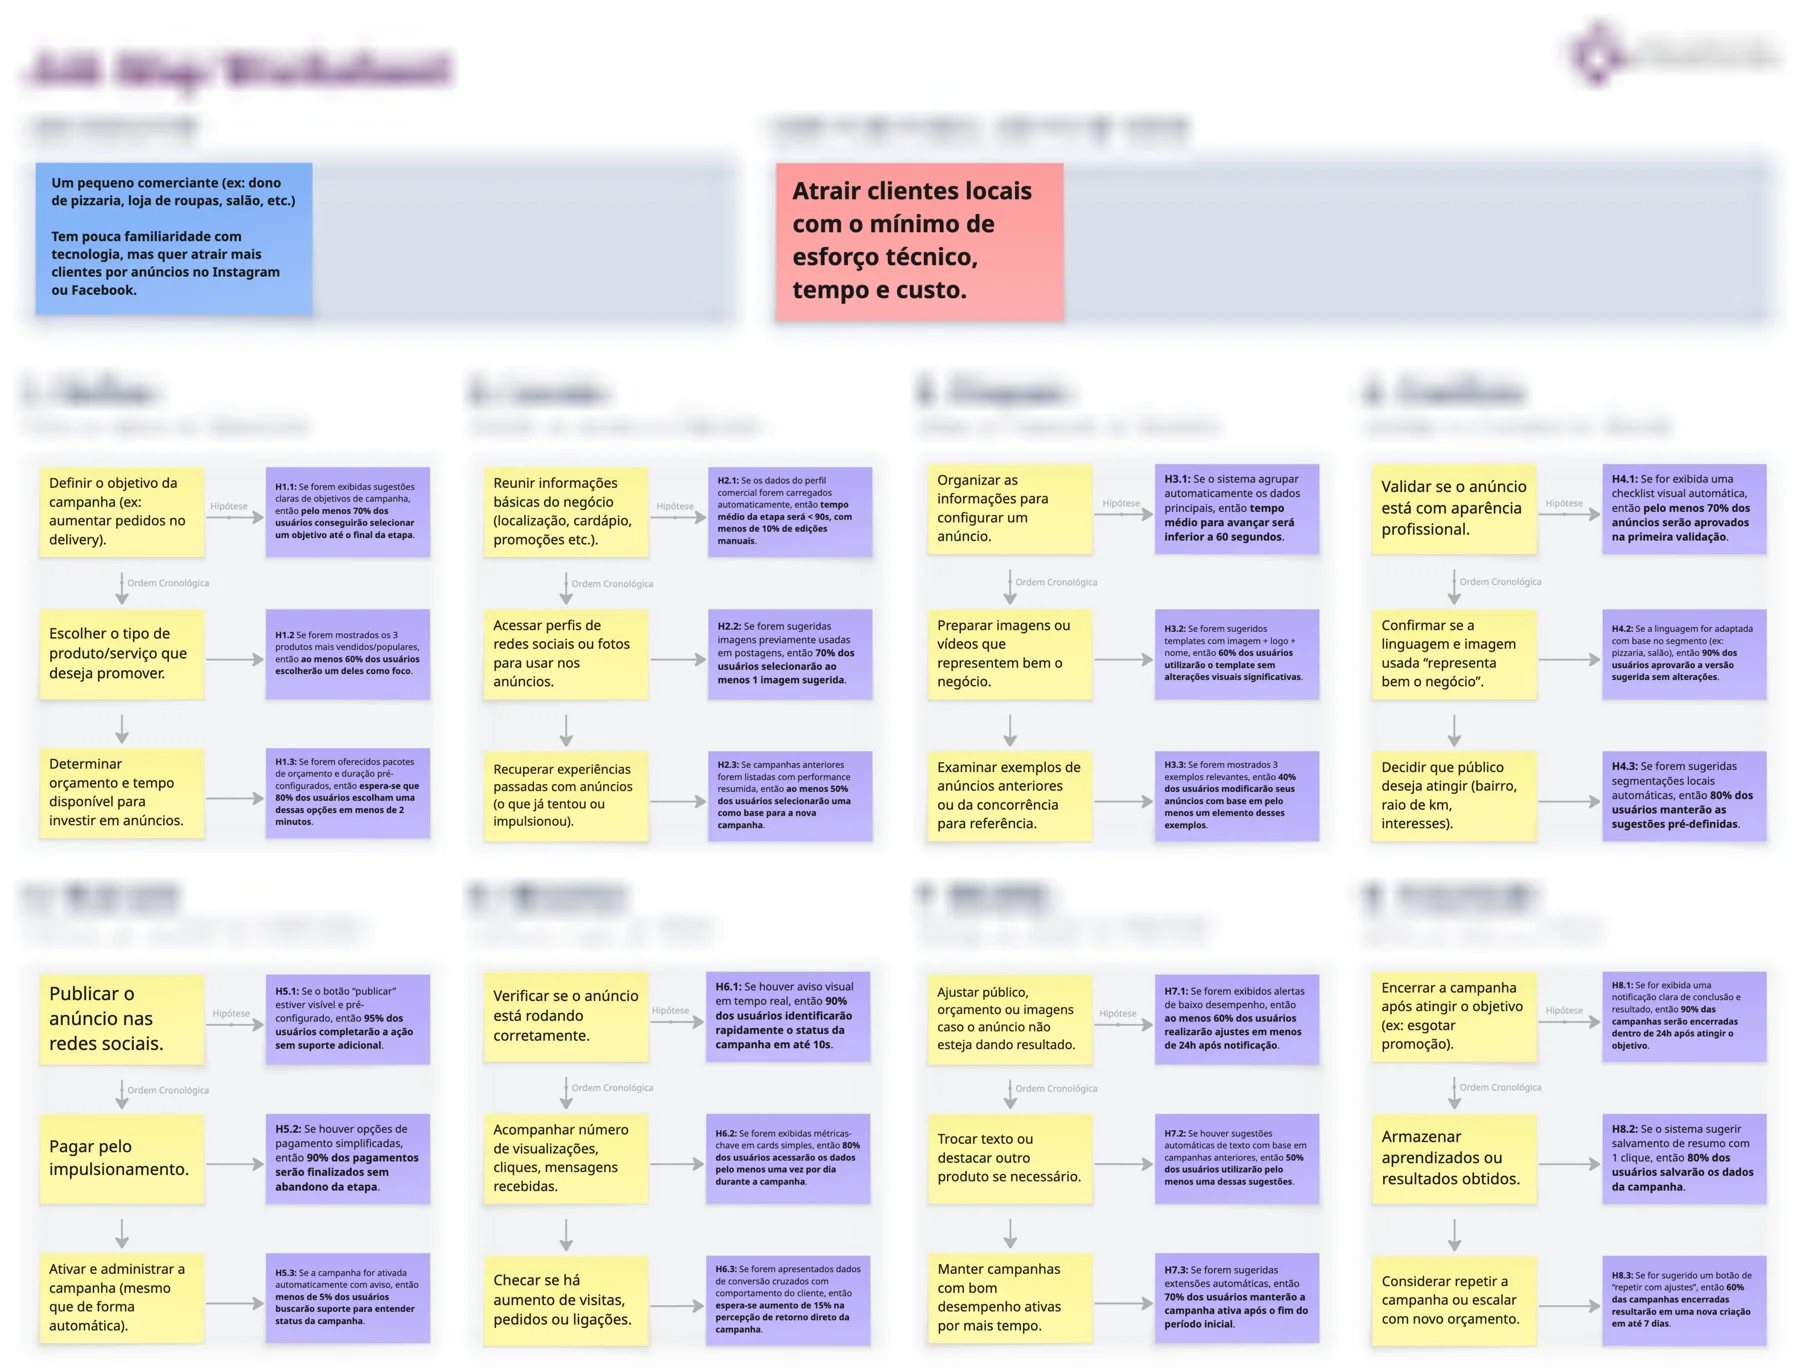 Um pequeno comerciante (ex: dono
de pizzaria, loja de roupas, salão, etc.)
Tem pouca familiaridade com
tecnologia, mas quer atrair mais
clientes por anúncios no Instagram
ou Facebook.
Atrair clientes locais
com o mínimo de
esforço técnico,
tempo e custo.
Definir o objetivo da
campanha (ex:
aumentar pedidos no
delivery).
Hipótese
H1.1: Se forem exibidas sugestões
claras de objetivos de campanha,
então pelo menos 70% dos
usuários conseguirão selecionar
um objetivo até o final da etapa.
Ordem Cronológica
Escolher o tipo de
produto/serviço que
deseja promover.
H1.2 Se forem mostrados os 3
produtos mais vendidos/populares,
então ao menos 60% dos usuários
escolherão um deles como foco.
Determinar
orçamento e tempo
disponível para
investir em anúncios.
H1.3: Se forem oferecidos pacotes
de orçamento e duração pré-
configurados, então espera-se que
80% dos usuários escolham uma
dessas opções em menos de 2
minutos.
Reunir informações
básicas do negócio
(localização, cardápio,
promoções etc.).
Hipótese
H2.1: Se os dados do perfil
comercial forem carregados
automaticamente, então tempo
médio da etapa será < 90s, com
menos de 10% de edições
manuais.
Ordem Cronológica
Acessar perfis de
redes sociais ou fotos
para usar nos
anúncios.
H2.2: Se forem sugeridas
imagens previamente usadas
em postagens, então 70% dos
usuários selecionarão ao
menos 1 imagem sugerida.
Recuperar experiências
passadas com anúncios
(o que já tentou ou
impulsionou).
H2.3: Se campanhas anteriores
forem listadas com performance
resumida, então ao menos 50%
dos usuários selecionarão uma
como base para a nova
campanha.
Organizar as
informações para
configurar um
anúncio.
Hipótese
H3.1: Se o sistema agrupar
automaticamente os dados
principais, então tempo
médio para avançar será
inferior a 60 segundos.
Ordem Cronológica
Preparar imagens ou
vídeos que
representem bem o
negócio.
H3.2: Se forem sugeridos
templates com imagem + logo +
nome, então 60% dos usuários
utilizarão o template sem
alterações visuais significativas.
Examinar exemplos de
anúncios anteriores
ou da concorrência
para referência.
H3.3: Se forem mostrados 3
exemplos relevantes, então 40%
dos usuários modificarão seus
anúncios com base em pelo
menos um elemento desses
exemplos.
Validar se o anúncio
está com aparência
profissional.
Hipótese
H4.1: Se for exibida uma
checklist visual automática,
então pelo menos 70% dos
anúncios serão aprovados
na primeira validação.
Ordem Cronológica
Confirmar se a
linguagem e imagem
usada “representa
bem o negócio”.
H4.2: Se a linguagem for adaptada
com base no segmento (ex:
pizzaria, salão), então 90% dos
usuários aprovarão a versão
sugerida sem alterações.
Decidir que público
deseja atingir (bairro,
raio de km,
interesses).
H4.3: Se forem sugeridas
segmentações locais
automáticas, então 80% dos
usuários manterão as
sugestões pré-definidas.
Publicar o
anúncio nas
redes sociais.
Hipótese
H5.1: Se o botão “publicar”
estiver visível e pré-
configurado, então 95% dos
usuários completarão a ação
sem suporte adicional.
Ordem Cronológica
Pagar pelo
impulsionamento.
H5.2: Se houver opções de
pagamento simplificadas,
então 90% dos pagamentos
serão finalizados sem
abandono da etapa.
Ativar e administrar a
campanha (mesmo
que de forma
automática).
H5.3: Se a campanha for ativada
automaticamente com aviso, então
menos de 5% dos usuários
buscarão suporte para entender
status da campanha.
Verificar se o anúncio
está rodando
corretamente.
Hipótese
H6.1: Se houver aviso visual
em tempo real, então 90%
dos usuários identificarão
rapidamente o status da
campanha em até 10s.
Ordem Cronológica
Acompanhar número
de visualizações,
cliques, mensagens
recebidas.
H6.2: Se forem exibidas métricas-
chave em cards simples, então 80%
dos usuários acessarão os dados
pelo menos uma vez por dia
durante a campanha.
Checar se há
aumento de visitas,
pedidos ou ligações.
H6.3: Se forem apresentados dados
de conversão cruzados com
comportamento do cliente, então
espera-se aumento de 15% na
percepção de retorno direto da
campanha.
Ajustar público,
orçamento ou imagens
caso o anúncio não
esteja dando resultado.
Hipótese
H7.1: Se forem exibidos alertas
de baixo desempenho, então
ao menos 60% dos usuários
realizarão ajustes em menos
de 24h após notificação.
Ordem Cronológica
Trocar texto ou
destacar outro
produto se necessário.
H7.2: Se houver sugestões
automáticas de texto com base em
campanhas anteriores, então 50%
dos usuários utilizarão pelo
menos uma dessas sugestões.
Manter campanhas
com bom
desempenho ativas
por mais tempo.
H7.3: Se forem sugeridas
extensões automáticas, então
70% dos usuários manterão a
campanha ativa após o fim do
período inicial.
Encerrar a campanha
após atingir o objetivo
(ex: esgotar
promoção).
Hipótese
H8.1: Se for exibida uma
notificação clara de conclusão e
resultado, então 90% das
campanhas serão encerradas
dentro de 24h após atingir o
objetivo.
Ordem Cronológica
Armazenar
aprendizados ou
resultados obtidos.
H8.2: Se o sistema sugerir
salvamento de resumo com
1 clique, então 80% dos
usuários salvarão os dados
da campanha.
Considerar repetir a
campanha ou escalar
com novo orçamento.
H8.3: Se for sugerido um botão de
“repetir com ajustes”, então 60%
das campanhas encerradas
resultarão em uma nova criação
em até 7 dias.